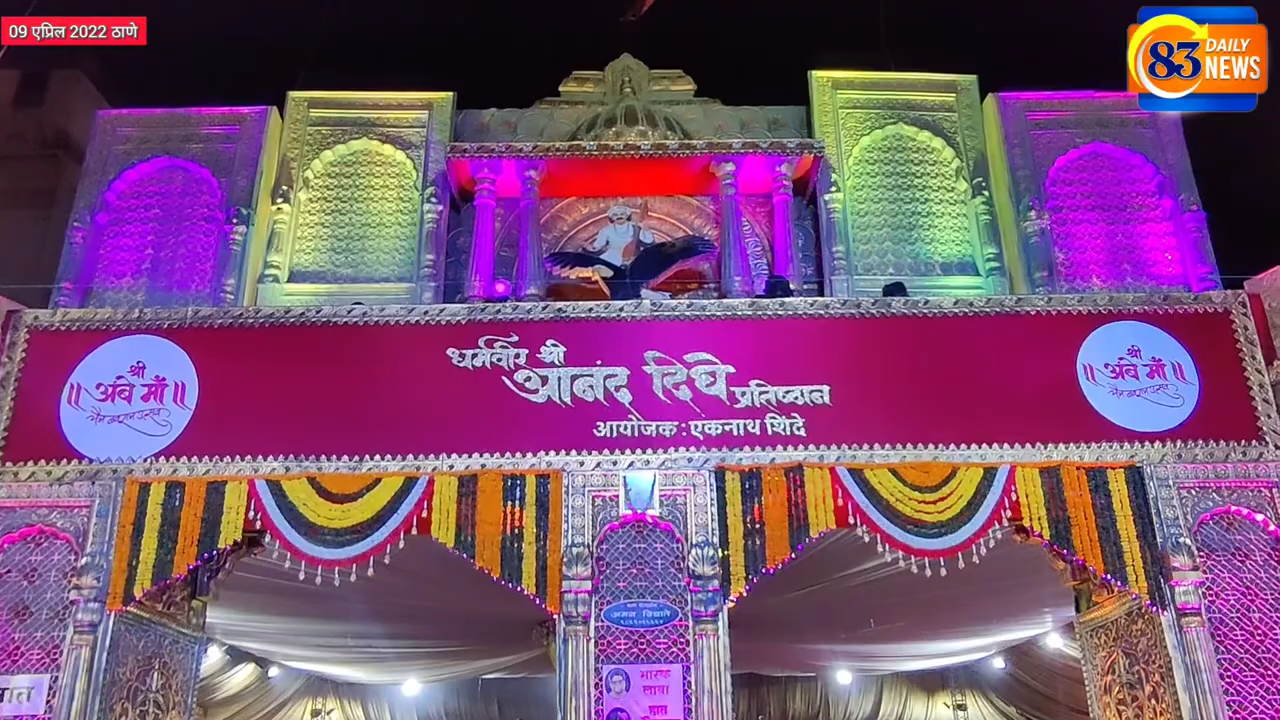 09 एप्रिल 2022 ठाणे
83 DAILY
NEWS
धर्मवीर श्री
आनंद दिघे प्रतिष्ठान
आयोजक : एकनाथ शिंदे
श्री
॥ अंबे माँ ॥
श्री
॥ अंबे माँ ॥
मास्क
लावा